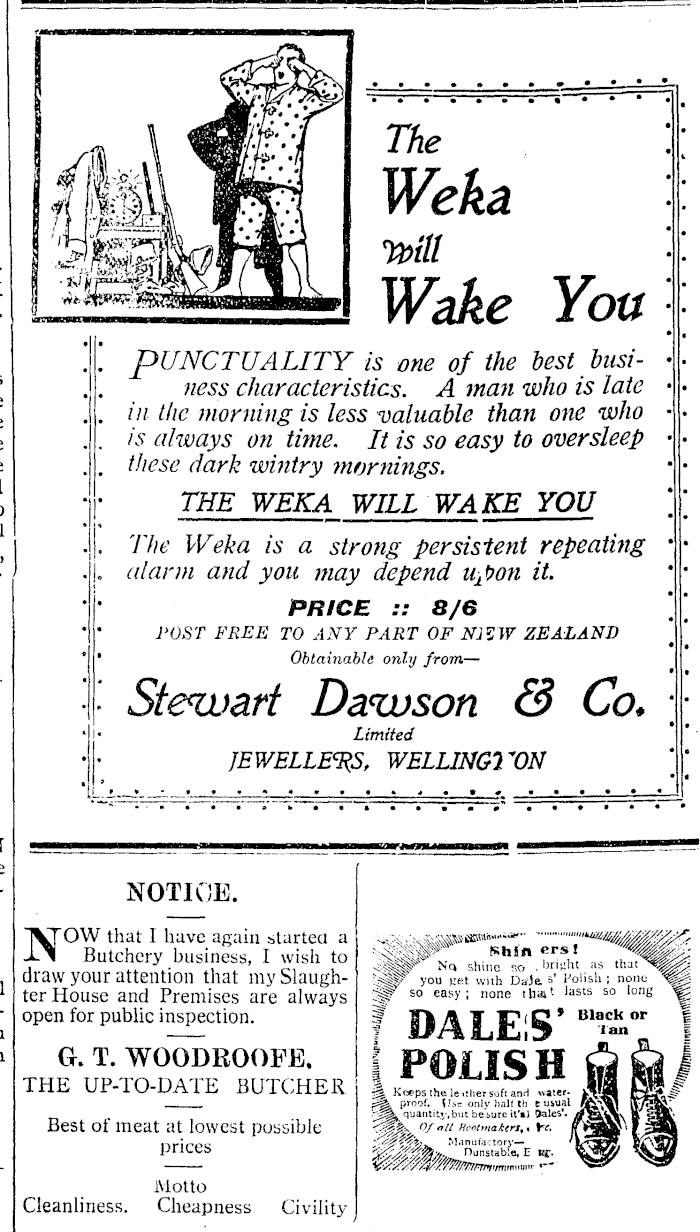 The
Weka
will
Wake You
PUNCTUALITY is one of the best busi-
ness characteristics. A man who is late
in the morning is less valuable than one who
is always on time. It is so easy to oversleep
these dark wintry mornings.
THE WEKA WILL WAKE YOU
The Weka is a strong persistent repeating
alarm and you may depend upon it.
PRICE :: 8/6
POST FREE TO ANY PART OF NEW ZEALAND
Obtainable only from—
Stewart Dawson & Co.
Limited
JEWELLERS, WELLINGTON
NOTICE.
NOW that I have again started a
Butchery business, I wish to
draw your attention that my Slaugh-
ter House and Premises are always
open for public inspection.
G. T. WOODROOFE,
THE UP-TO-DATE BUTCHER
Best of meat at lowest possible
prices
Motto
Cleanliness. Cheapness Civility
Shiners!
No shine so bright as that
you get with Dales' Polish; none
so easy; none that lasts so long
DALES' Black or
Tan
POLISH
Keeps the leather soft and water-
proof. Use only half the usual
quantity, but be sure it's Dales'.
Of all Bootmakers, &c.
Manufactory—
Dunstable, Eng.